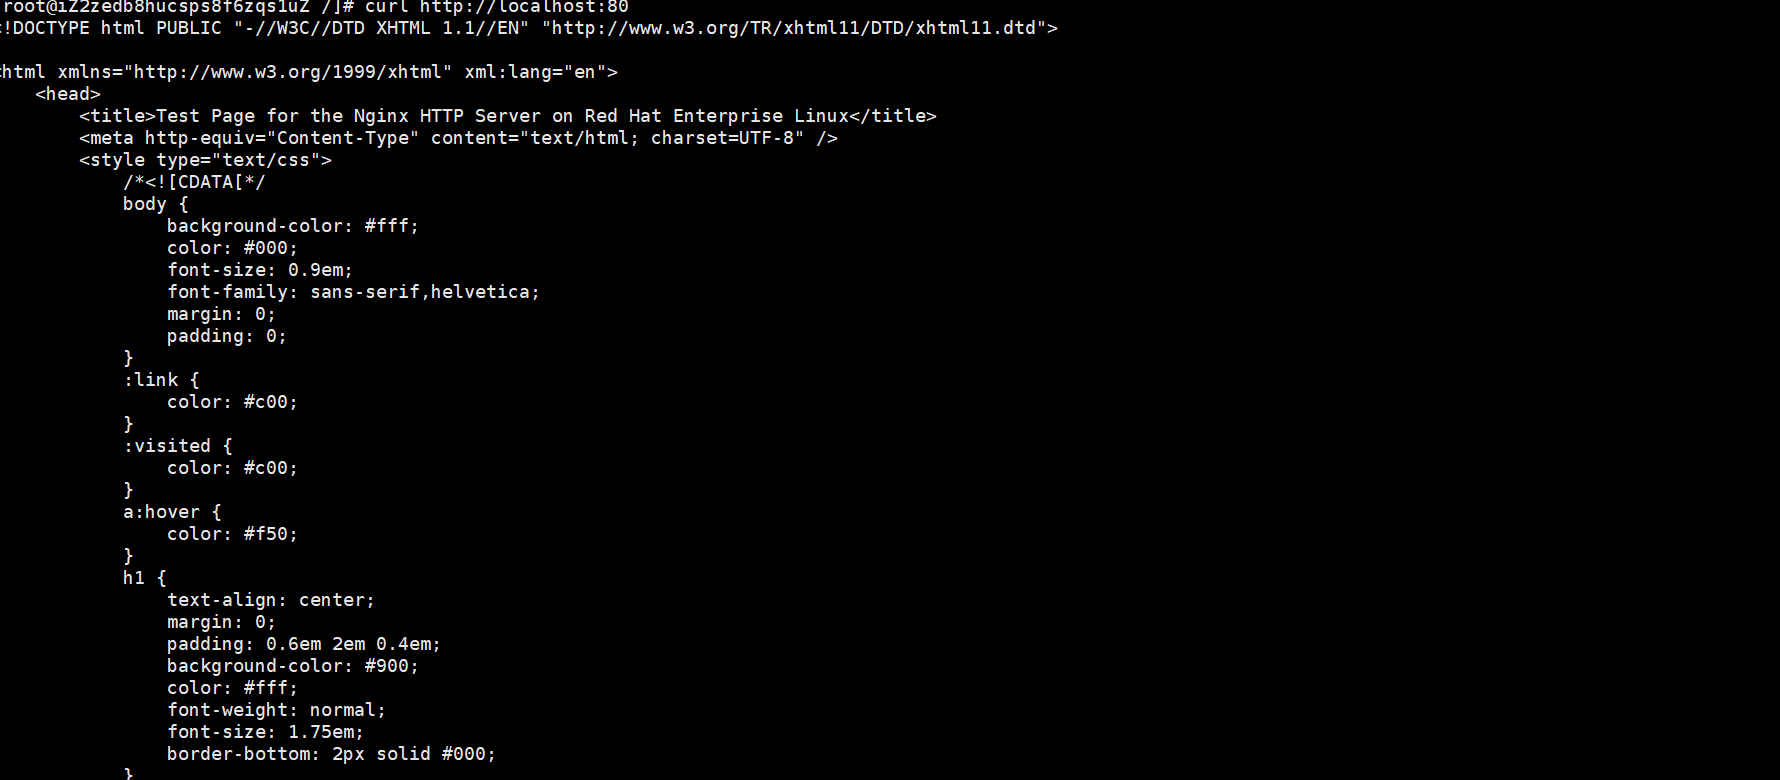 root@iZ2zedb8hucsps8f6zqs1uZ /]# curl http://localhost:80
<!DOCTYPE html PUBLIC "-//W3C//DTD XHTML 1.1//EN" "http://www.w3.org/TR/xhtml11/DTD/xhtml11.dtd">

<html xmlns="http://www.w3.org/1999/xhtml" xml:lang="en">
    <head>
        <title>Test Page for the Nginx HTTP Server on Red Hat Enterprise Linux</title>
        <meta http-equiv="Content-Type" content="text/html; charset=UTF-8" />
        <style type="text/css">
            /*<![CDATA[*/
            body {
                background-color: #fff;
                color: #000;
                font-size: 0.9em;
                font-family: sans-serif,helvetica;
                margin: 0;
                padding: 0;
            }
            :link {
                color: #c00;
            }
            :visited {
                color: #c00;
            }
            a:hover {
                color: #f50;
            }
            h1 {
                text-align: center;
                margin: 0;
                padding: 0.6em 2em 0.4em;
                background-color: #900;
                color: #fff;
                font-weight: normal;
                font-size: 1.75em;
                border-bottom: 2px solid #000;
            }